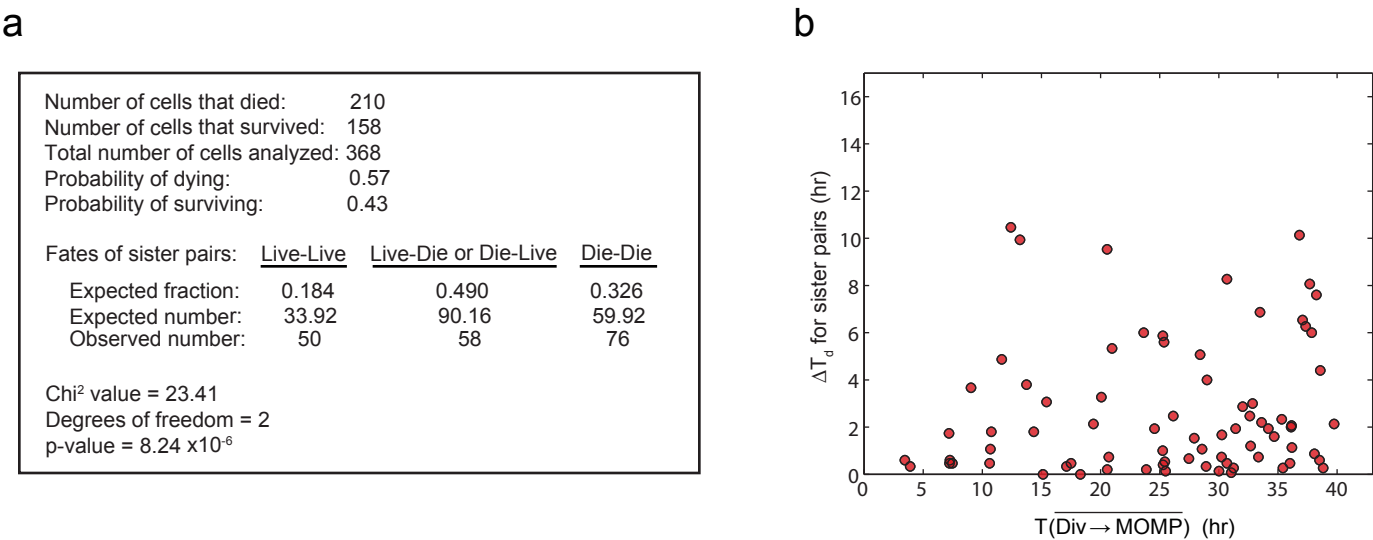 a
Number of cells that died: 210
Number of cells that survived: 158
Total number of cells analyzed: 368
Probability of dying: 0.57
Probability of surviving: 0.43
Fates of sister pairs: Live-Live Live-Die or Die-Live Die-Die
Expected fraction: 0.184 0.490 0.326
Expected number: 33.92 90.16 59.92
Observed number: 50 58 76
Chi² value = 23.41
Degrees of freedom = 2
p-value = 8.24 x10⁻⁶
b
ΔT_d for sister pairs (hr)
16
14
12
10
8
6
4
2
0
0 5 10 15 20 25 30 35 40
T(Div → MOMP) (hr)